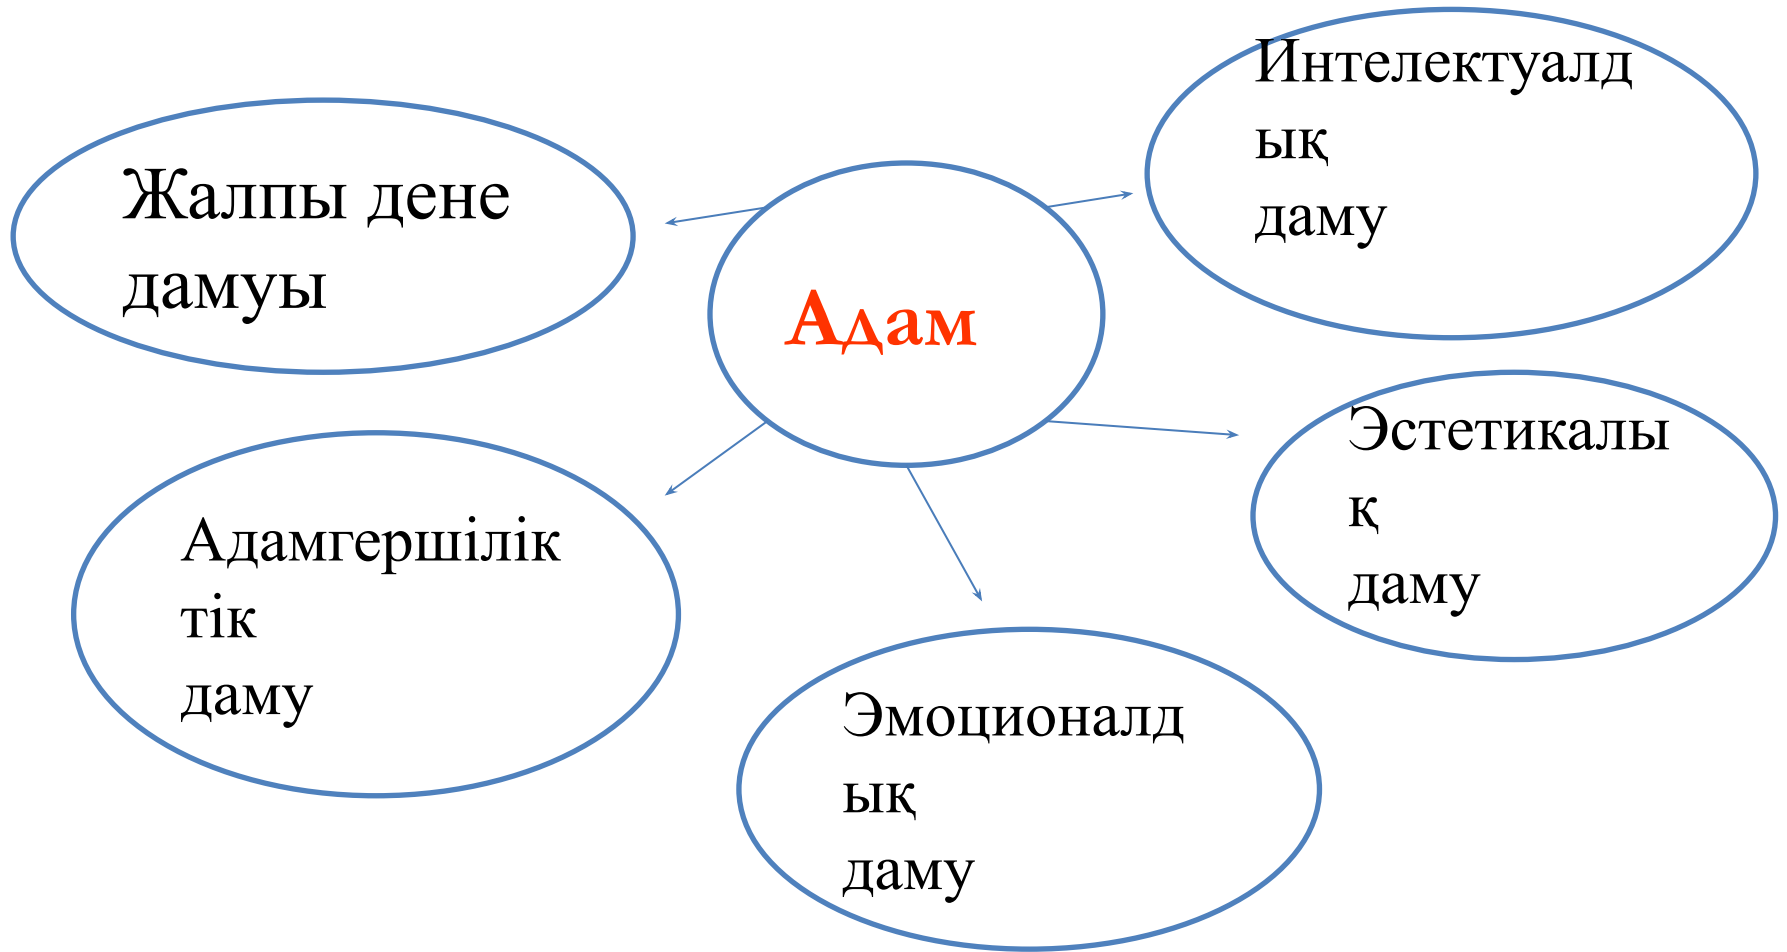 Интелектуалд
ық
даму
Жалпы дене
дамуы
Адам
Эстетикалы
қ
даму
Адамгершілік
тік
даму
Эмоционалд
ық
даму